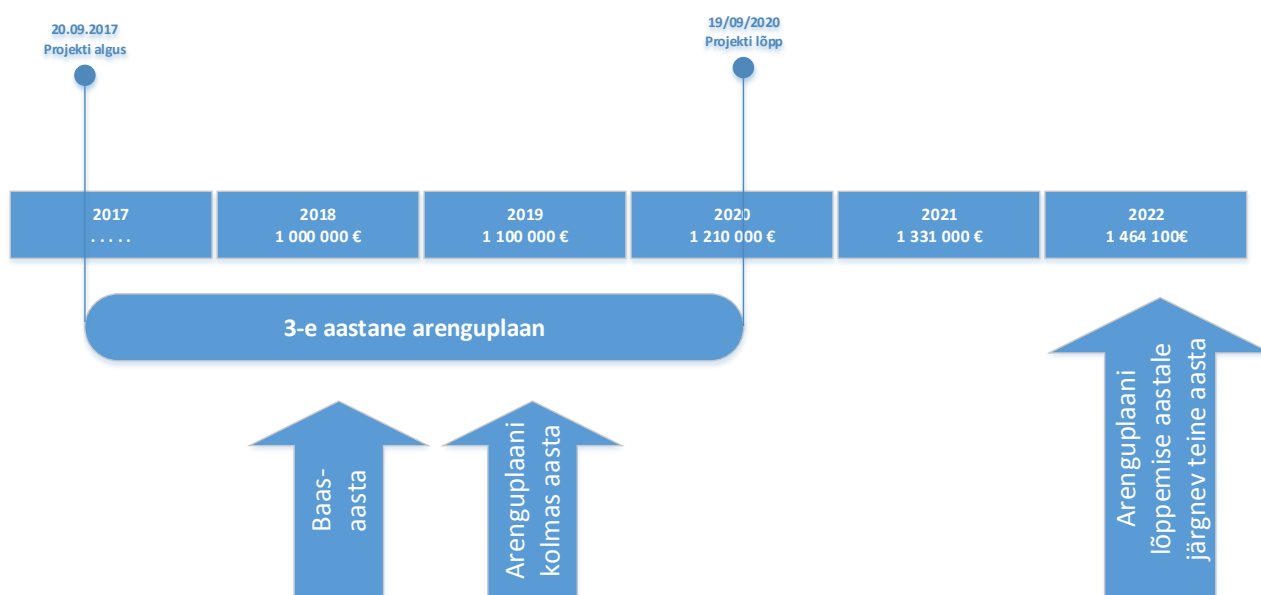 20.09.2017
Projekti algus
19/09/2020
Projekti lõpp
2017
. . . . .
2018
1 000 000 €
2019
1 100 000 €
2020
1 210 000 €
2021
1 331 000 €
2022
1 464 100€
3-e aastane arenguplaan
Baas-
aasta
Arenguplaani
kolmas aasta
Arenguplaani
lõppemise aastale
järgnev teine aasta